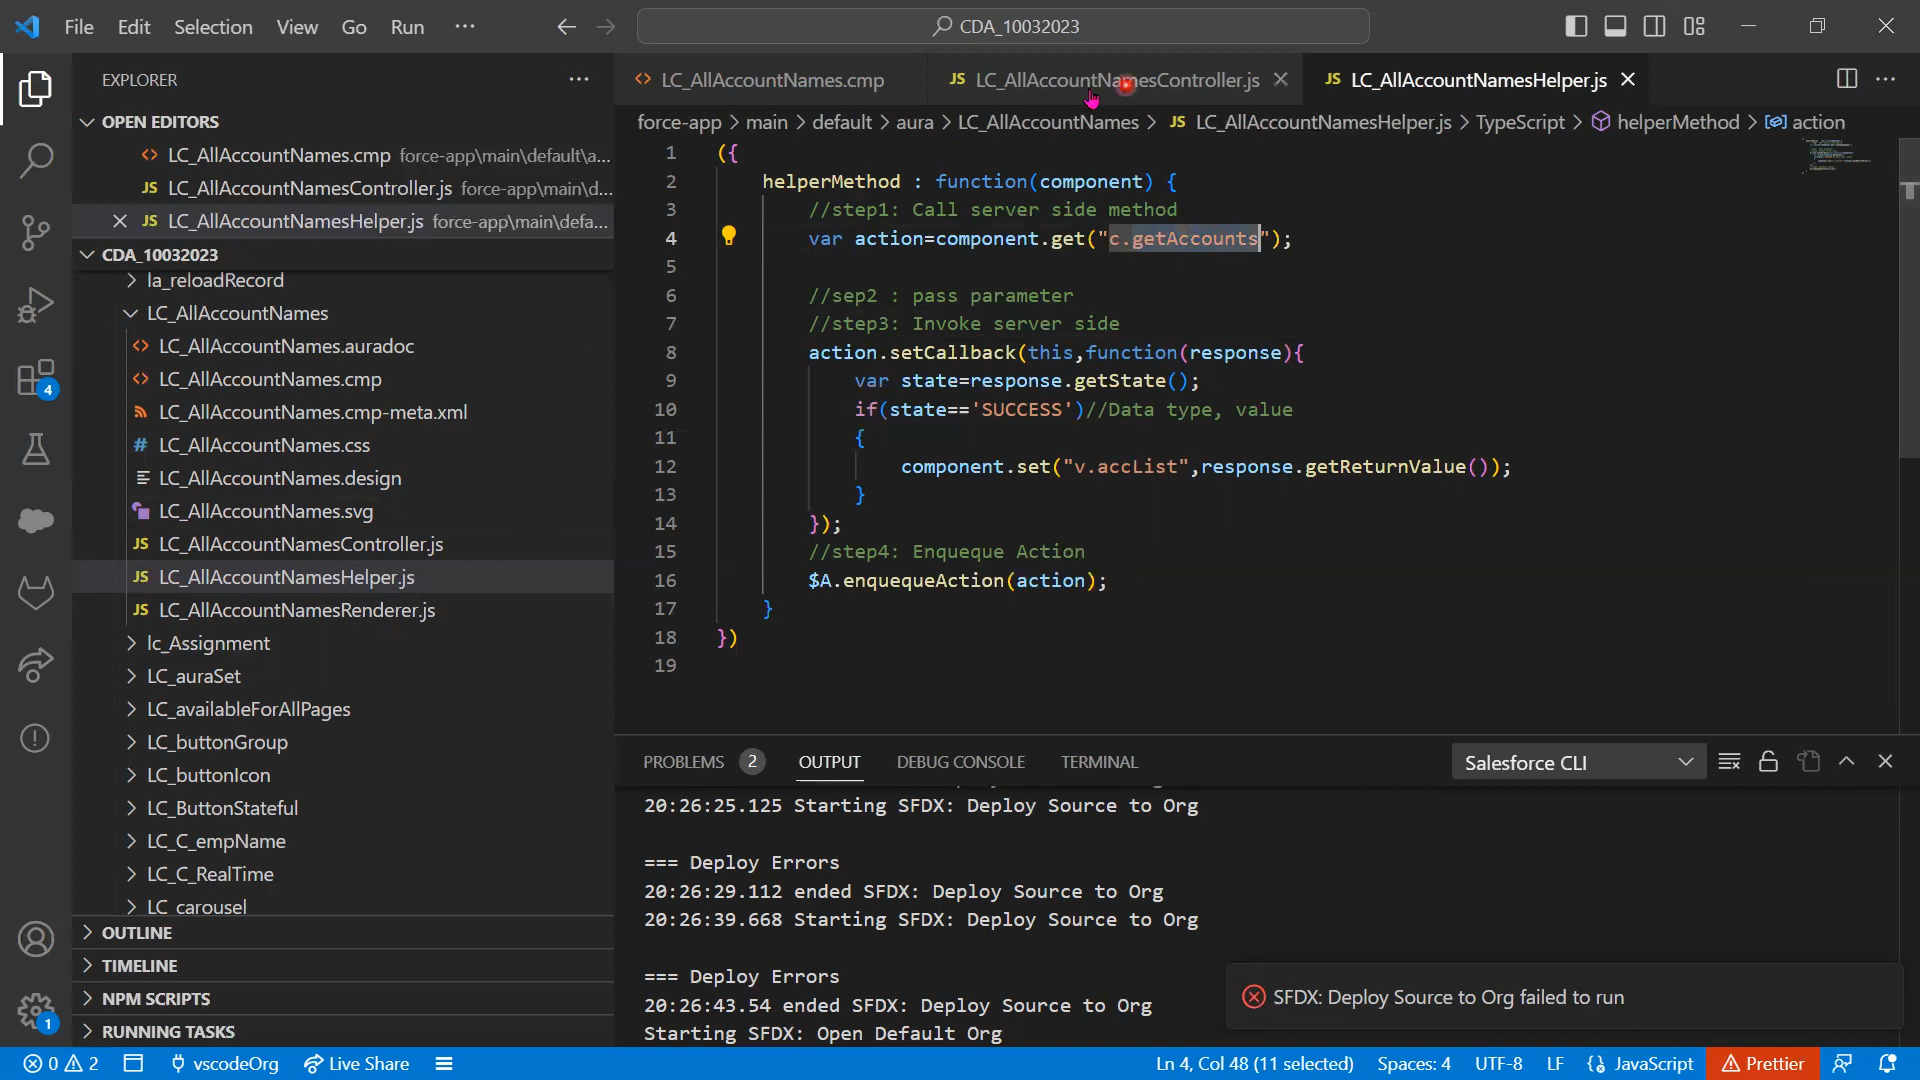 File Edit Selection View Go Run ···
CDA_10032023
EXPLORER
OPEN EDITORS
LC_AllAccountNames.cmp force-app\main\default\a...
LC_AllAccountNamesController.js force-app\main\d...
LC_AllAccountNamesHelper.js force-app\main\defa...
CDA_10032023
la_reloadRecord
LC_AllAccountNames
LC_AllAccountNames.auradoc
LC_AllAccountNames.cmp
LC_AllAccountNames.cmp-meta.xml
LC_AllAccountNames.css
LC_AllAccountNames.design
LC_AllAccountNames.svg
LC_AllAccountNamesController.js
LC_AllAccountNamesHelper.js
LC_AllAccountNamesRenderer.js
lc_Assignment
LC_auraSet
LC_availableForAllPages
LC_buttonGroup
LC_buttonIcon
LC_ButtonStateful
LC_C_empName
LC_C_RealTime
LC_carousel
OUTLINE
TIMELINE
NPM SCRIPTS
RUNNING TASKS
4
1
LC_AllAccountNames.cmp
JS LC_AllAccountNamesController.js
JS LC_AllAccountNamesHelper.js
force-app > main > default > aura > LC_AllAccountNames > JS LC_AllAccountNamesHelper.js > TypeScript > helperMethod > action
1 ({
2 helperMethod : function(component) {
3 //step1: Call server side method
4 var action=component.get("c.getAccounts");
5
6 //sep2 : pass parameter
7 //step3: Invoke server side
8 action.setCallback(this,function(response){
9 var state=response.getState();
10 if(state=='SUCCESS')//Data type, value
11 {
12 component.set("v.accList",response.getReturnValue());
13 }
14 });
15 //step4: Enqueque Action
16 $A.enquequeAction(action);
17 }
18 })
19
PROBLEMS 2 OUTPUT DEBUG CONSOLE TERMINAL
Salesforce CLI
20:26:25.125 Starting SFDX: Deploy Source to Org
=== Deploy Errors
20:26:29.112 ended SFDX: Deploy Source to Org
20:26:39.668 Starting SFDX: Deploy Source to Org
=== Deploy Errors
20:26:43.54 ended SFDX: Deploy Source to Org
Starting SFDX: Open Default Org
SFDX: Deploy Source to Org failed to run
0 2 vscodeOrg Live Share
Ln 4, Col 48 (11 selected) Spaces: 4 UTF-8 LF {} JavaScript Prettier